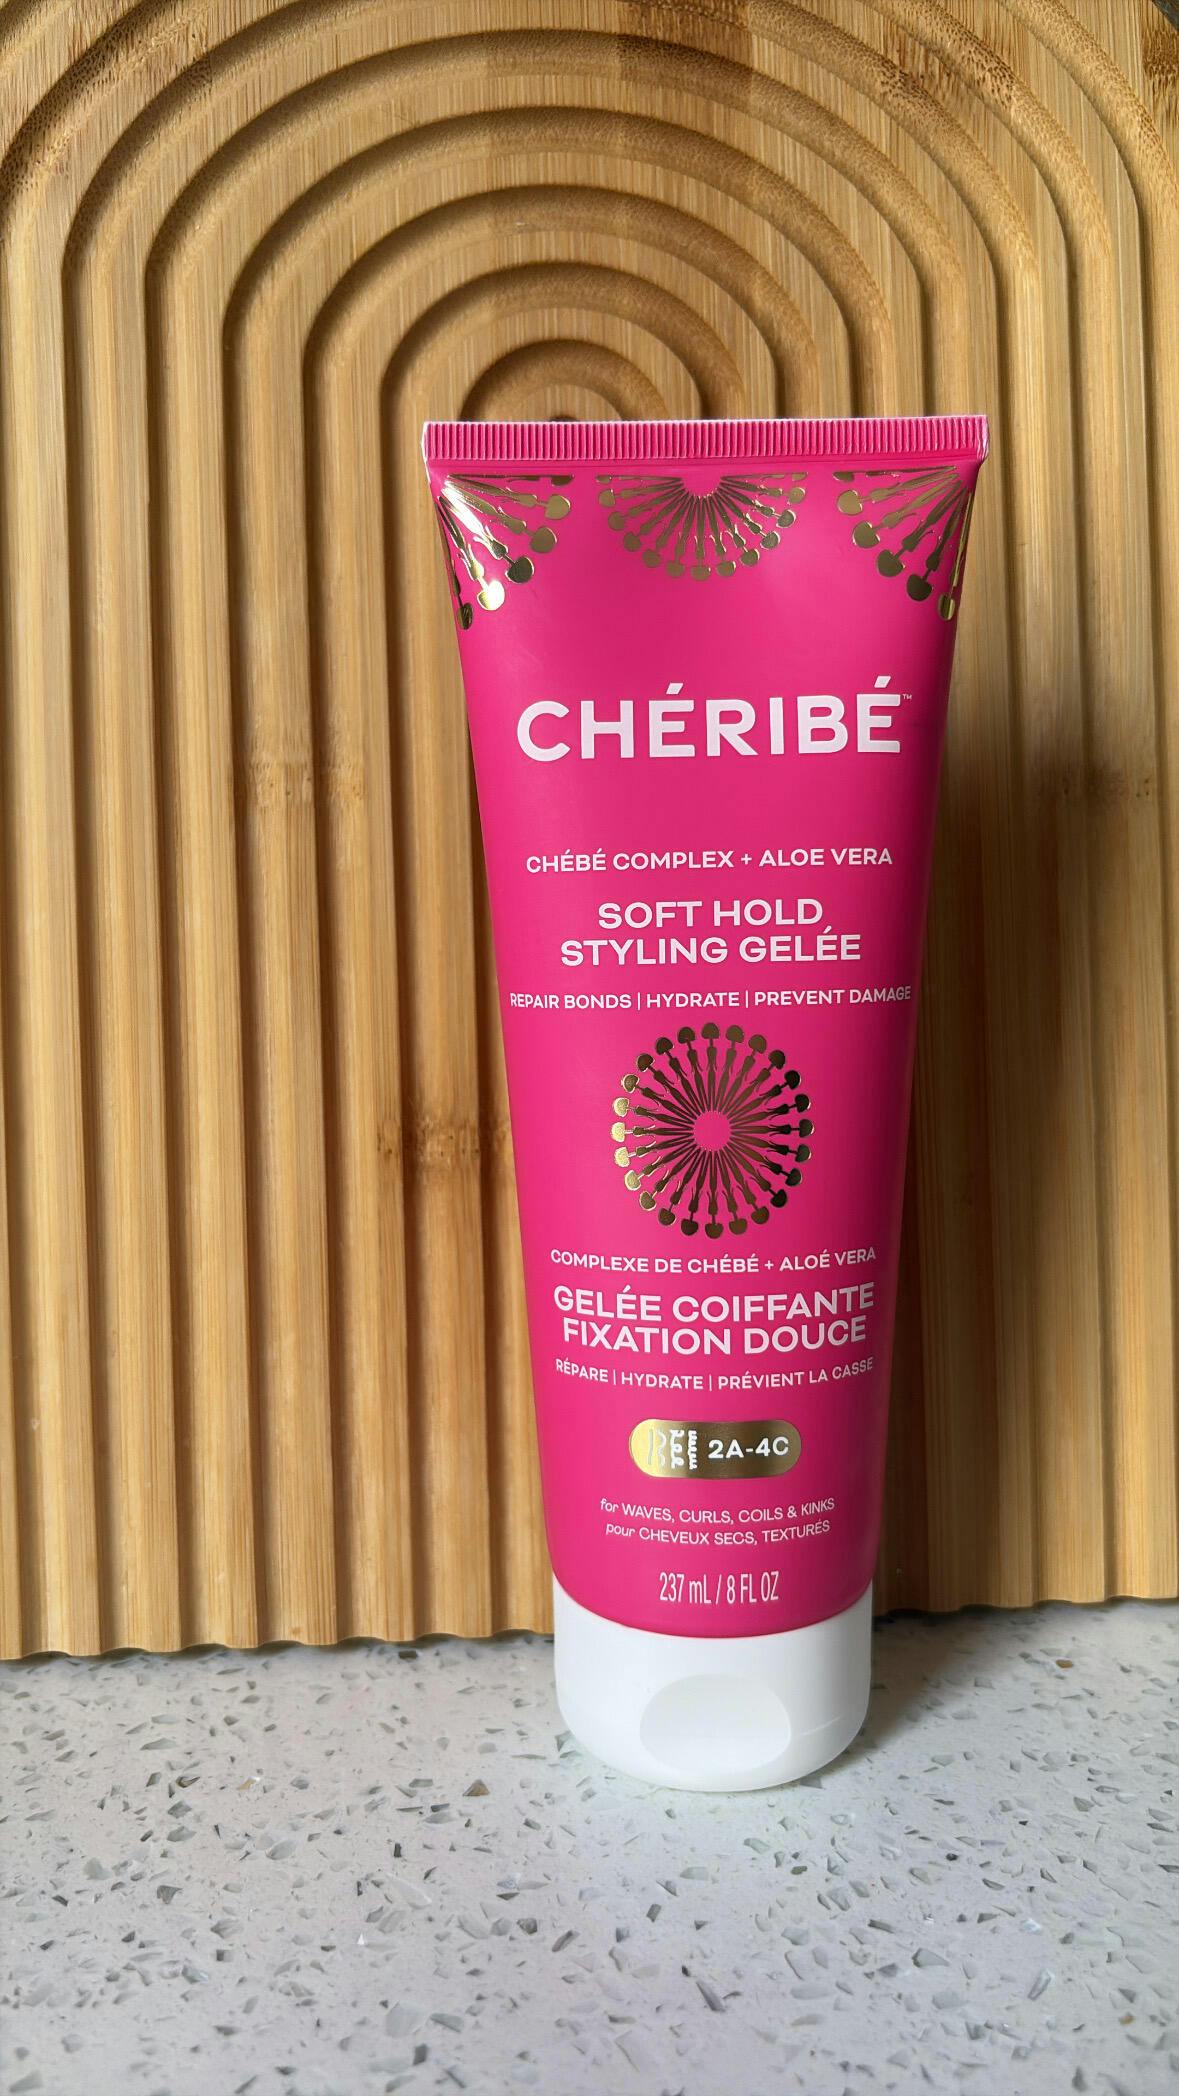 CHÉRIBÉ™
CHÉBÉ COMPLEX + ALOE VERA
SOFT HOLD
STYLING GELÉE
REPAIR BONDS | HYDRATE | PREVENT DAMAGE
COMPLEXE DE CHÉBÉ + ALOÉ VERA
GELÉE COIFFANTE
FIXATION DOUCE
RÉPARE | HYDRATE | PRÉVIENT LA CASSE
2A-4C
for WAVES, CURLS, COILS & KINKS
pour CHEVEUX SECS, TEXTURÉS
237 mL / 8 FL OZ